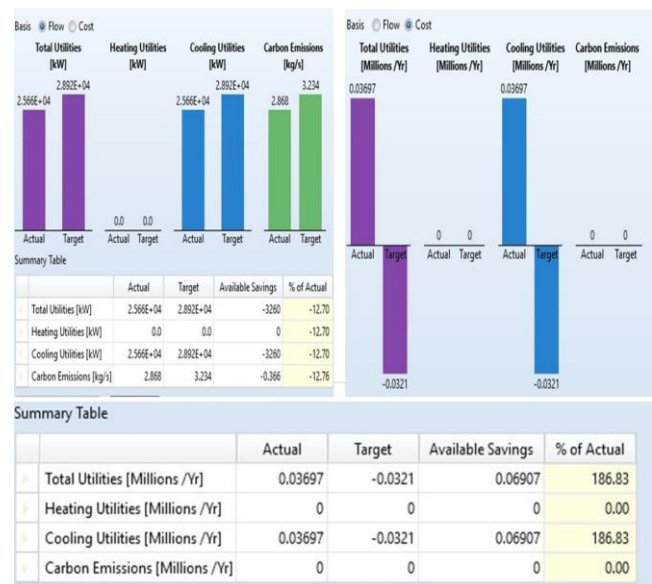 Basis Flow Cost
Total Utilities [kW]
Heating Utilities [kW]
Cooling Utilities [kW]
Carbon Emissions [kg/s]
2.566E+04 2.892E+04
0.0 0.0
2.566E+04 2.892E+04
2.868 3.234
Actual Target Actual Target Actual Target Actual Target
Summary Table
Actual Target Available Savings % of Actual
Total Utilities [kW] 2.566E+04 2.892E+04 -3260 -12.70
Heating Utilities [kW] 0.0 0.0 0 -12.70
Cooling Utilities [kW] 2.566E+04 2.892E+04 -3260 -12.70
Carbon Emissions [kg/s] 2.868 3.234 -0.366 -12.76
Basis Flow Cost
Total Utilities [Millions /Yr]
Heating Utilities [Millions /Yr]
Cooling Utilities [Millions /Yr]
Carbon Emissions [Millions /Yr]
0.03697 0.03697
0 0 0 0
Actual Target Actual Target Actual Target Actual Target
-0.0321 -0.0321
Summary Table
Actual Target Available Savings % of Actual
Total Utilities [Millions /Yr] 0.03697 -0.0321 0.06907 186.83
Heating Utilities [Millions /Yr] 0 0 0 0.00
Cooling Utilities [Millions /Yr] 0.03697 -0.0321 0.06907 186.83
Carbon Emissions [Millions /Yr] 0 0 0 0.00